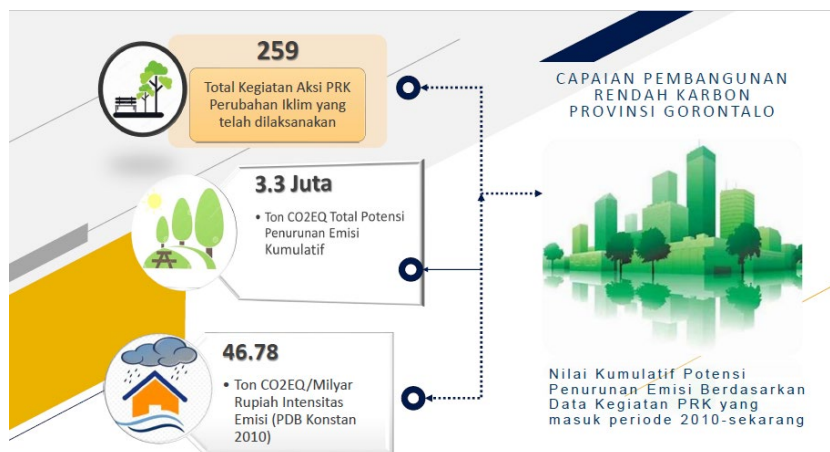 259
Total Kegiatan Aksi PRK
Perubahan Iklim yang
telah dilaksanakan
3.3 Juta
• Ton CO2EQ Total Potensi
Penurunan Emisi
Kumulatif
46.78
• Ton CO2EQ/Milyar
Rupiah Intensitas
Emisi (PDB Konstan
2010)
CAPAIAN PEMBANGUNAN
RENDAH KARBON
PROVINSI GORONTALO
Nilai Kumulatif Potensi
Penurunan Emisi Berdasarkan
Data Kegiatan PRK yang
masuk periode 2010-sekarang